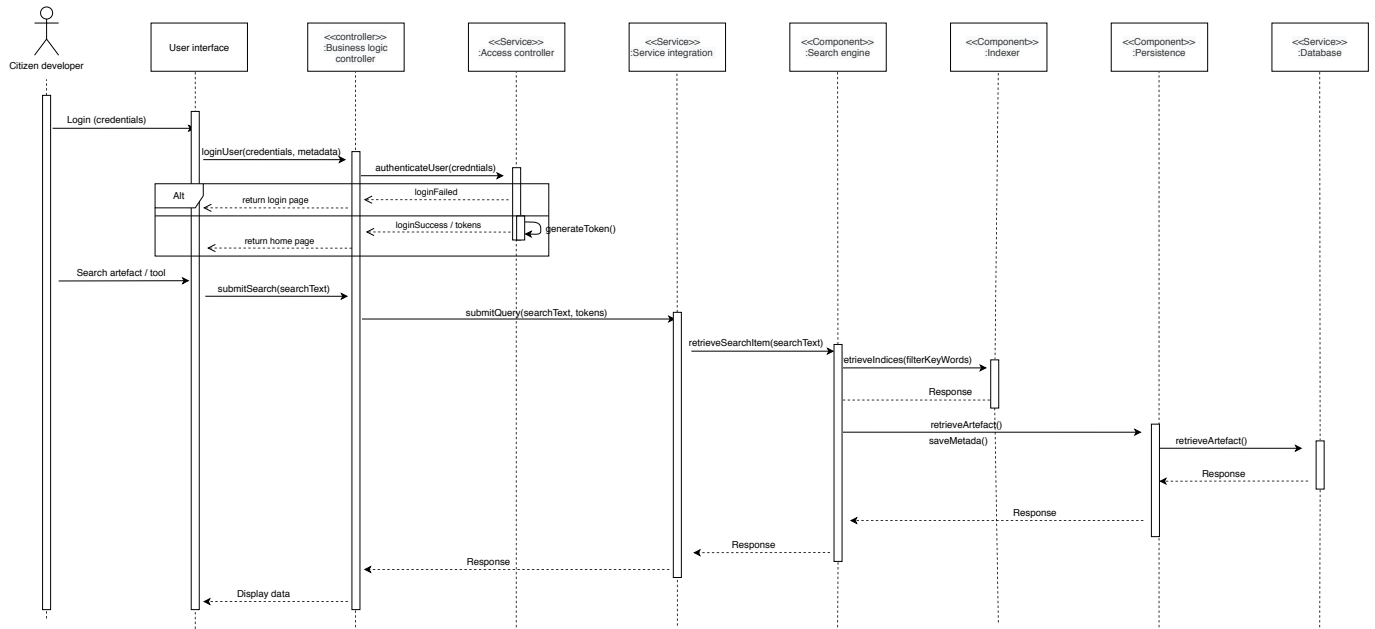 Citizen developer
User interface
<<controller>>
:Business logic
controller
<<Service>>
:Access controller
<<Service>>
:Service integration
<<Component>>
:Search engine
<<Component>>
:Indexer
<<Component>>
:Persistence
<<Service>>
:Database
Login (credentials)
loginUser(credentials, metadata)
authenticateUser(credntials)
Alt
loginFailed
return login page
loginSuccess / tokens
generateToken()
return home page
Search artefact / tool
submitSearch(searchText)
submitQuery(searchText, tokens)
retrieveSearchItem(searchText)
retrieveIndices(filterKeyWords)
Response
retrieveArtefact()
saveMetada()
retrieveArtefact()
Response
Response
Response
Response
Display data